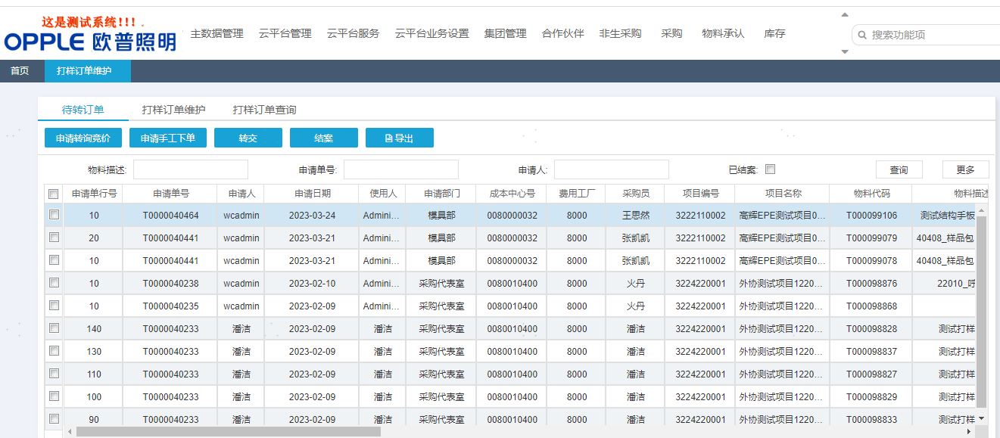 这是测试系统!!!
OPPLE 欧普照明
主数据管理 云平台管理 云平台服务 云平台业务设置 集团管理 合作伙伴 非生采购 采购 物料承认 库存
搜索功能项
首页 打样订单维护
待转订单 打样订单维护 打样订单查询
申请转询竞价 申请手工下单 转交 结案 导出
物料描述: 申请单号: 申请人: 已结案: 查询 更多
申请单行号 申请单号 申请人 申请日期 使用人 申请部门 成本中心号 费用工厂 采购员 项目编号 项目名称 物料代码 物料描述
10 T0000040464 wcadmin 2023-03-24 Admini... 模具部 0080000032 8000 王思然 3222110002 高辉EPE测试项目0... T000099106 测试结构手板
20 T0000040441 wcadmin 2023-03-21 Admini... 模具部 0080000032 8000 张凯凯 3222110002 高辉EPE测试项目0... T000099079 40408_样品包
10 T0000040441 wcadmin 2023-03-21 Admini... 模具部 0080000032 8000 张凯凯 3222110002 高辉EPE测试项目0... T000099078 40408_样品包
10 T0000040238 wcadmin 2023-02-10 Admini... 采购代表室 0080010400 8000 火丹 3224220001 外协测试项目1220... T000098876 22010_呼
10 T0000040235 wcadmin 2023-02-09 Admini... 采购代表室 0080010400 8000 火丹 3224220001 外协测试项目1220... T000098868
140 T0000040233 潘洁 2023-02-09 潘洁 采购代表室 0080010400 8000 潘洁 3224220001 外协测试项目1220... T000098828 测试打样
130 T0000040233 潘洁 2023-02-09 潘洁 采购代表室 0080010400 8000 潘洁 3224220001 外协测试项目1220... T000098837 测试打样
110 T0000040233 潘洁 2023-02-09 潘洁 采购代表室 0080010400 8000 潘洁 3224220001 外协测试项目1220... T000098827 测试打样
100 T0000040233 潘洁 2023-02-09 潘洁 采购代表室 0080010400 8000 潘洁 3224220001 外协测试项目1220... T000098829 测试打样
90 T0000040233 潘洁 2023-02-09 潘洁 采购代表室 0080010400 8000 潘洁 3224220001 外协测试项目1220... T000098833 测试打样